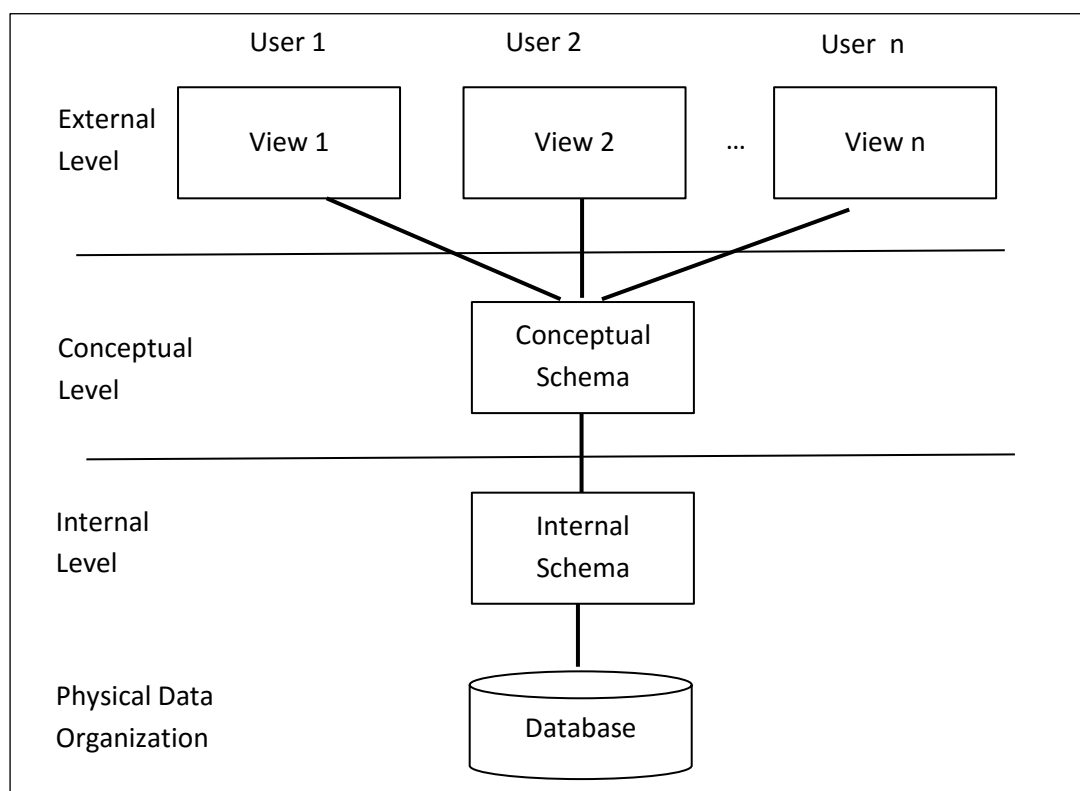 User 1
User 2
User n
External
Level
View 1
View 2
...
View n
Conceptual
Level
Conceptual
Schema
Internal
Level
Internal
Schema
Physical Data
Organization
Database